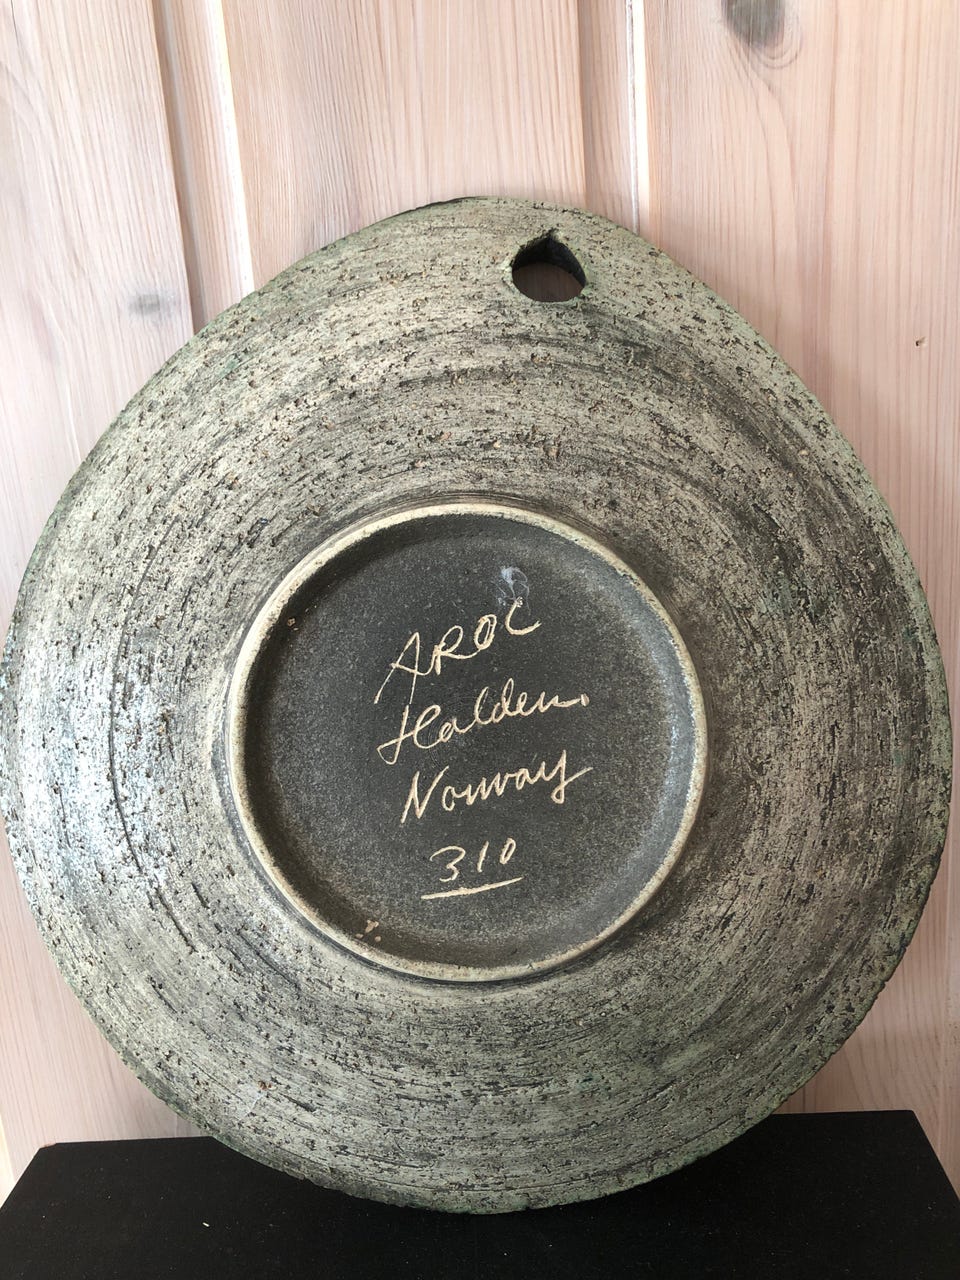 AROC
Halden.
Norway
310